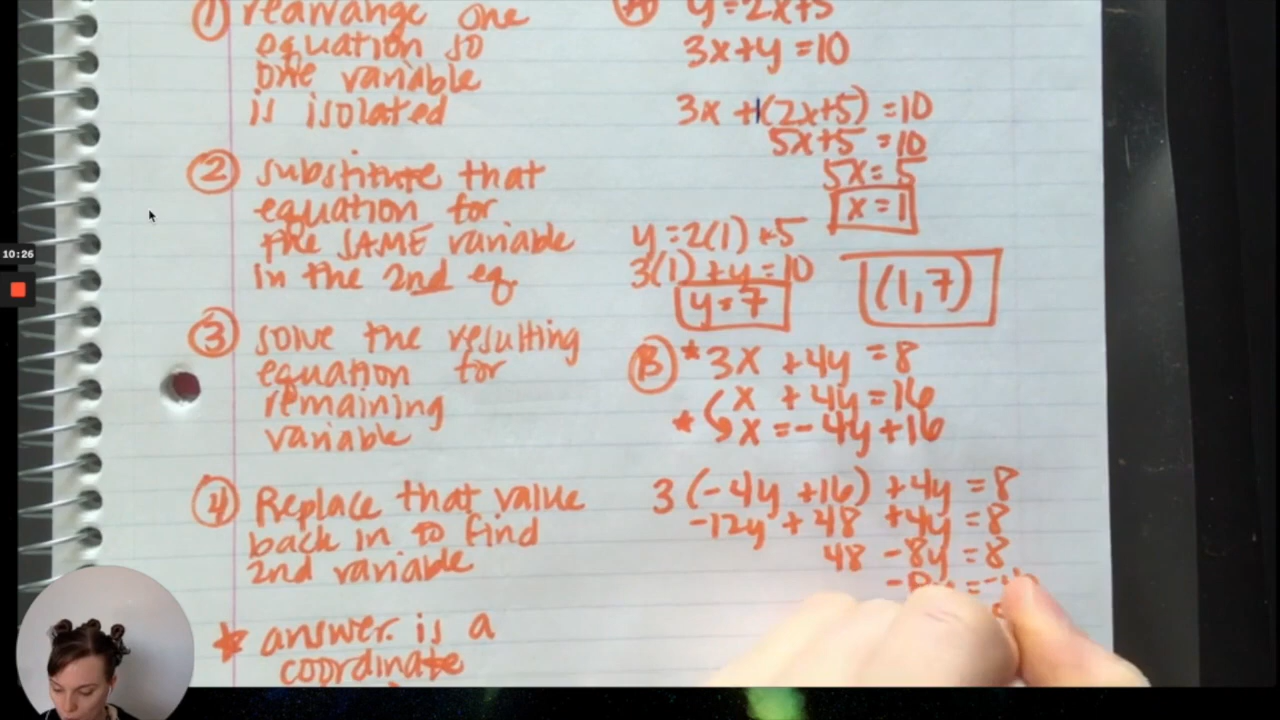 ① rearrange one
equation so
one variable
is isolated
② substitute that
equation for
the SAME variable
in the 2nd eq
③ solve the resulting
equation for
remaining
variable
④ Replace that value
back in to find
2nd variable
* answer is a
coordinate
Ⓐ y=2x+5
3x+y=10
3x+1(2x+5)=10
5x+5=10
5x=5
x=1
y=2(1)+5
3(1)+y=10
y=7
(1,7)
Ⓑ *3x+4y=8
x+4y=16
* x=-4y+16
3(-4y+16)+4y=8
-12y+48+4y=8
48-8y=8
10:26